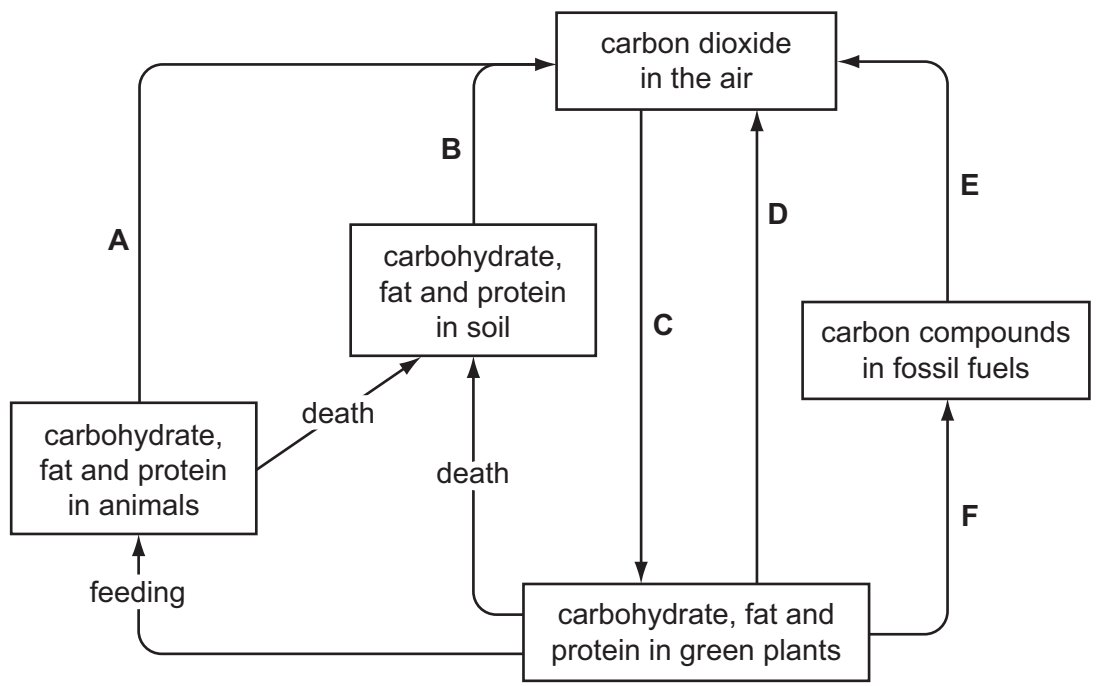 carbon dioxide
in the air
B
E
D
A
carbohydrate,
fat and protein
in soil
C
carbon compounds
in fossil fuels
death
carbohydrate,
fat and protein
in animals
death
F
feeding
carbohydrate, fat and
protein in green plants